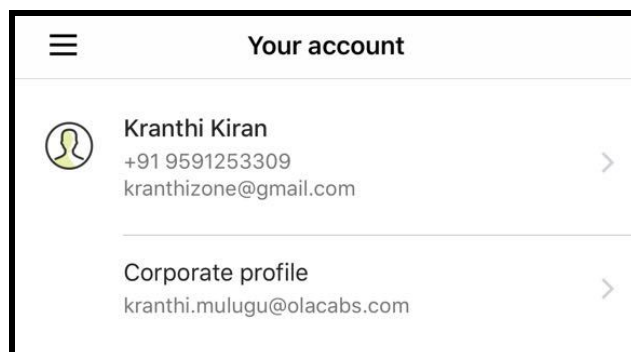 Your account
Kranthi Kiran
+91 9591253309
kranthizone@gmail.com
Corporate profile
kranthi.mulugu@olacabs.com